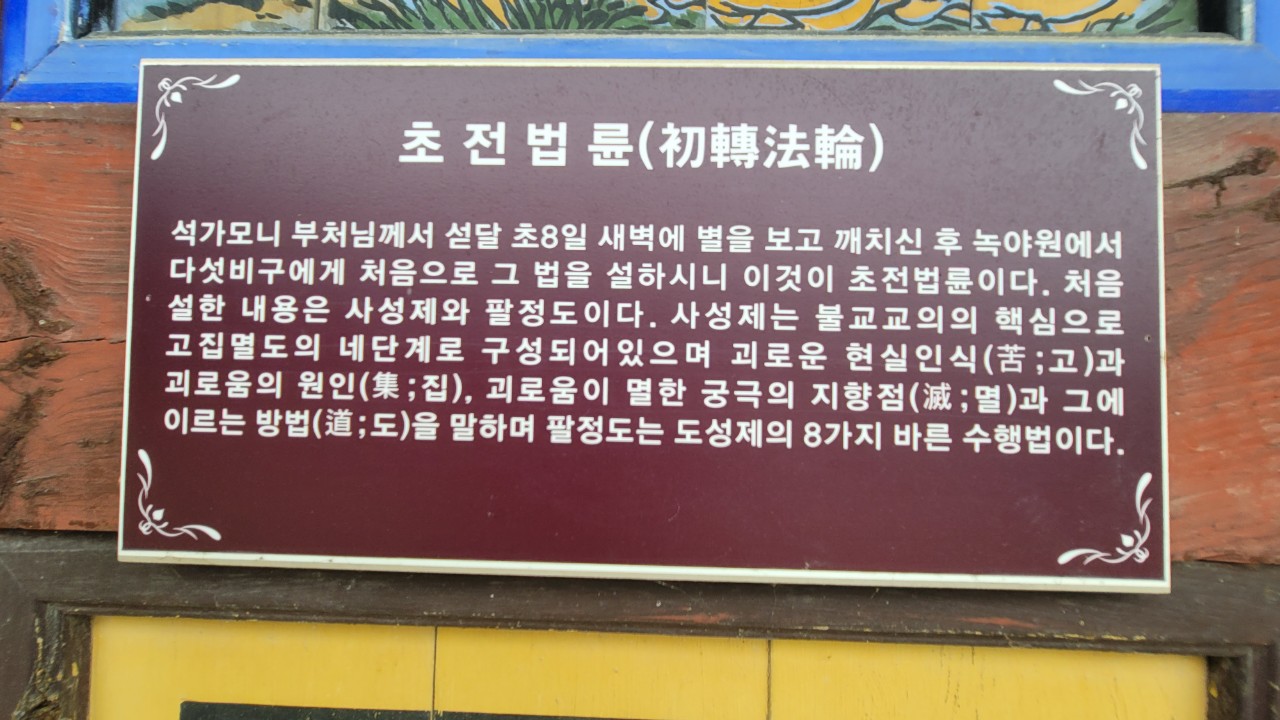 초전법륜(初轉法輪)
석가모니 부처님께서 섣달 초8일 새벽에 별을 보고 깨치신 후 녹야원에서
다섯비구에게 처음으로 그 법을 설하시니 이것이 초전법륜이다. 처음
설한 내용은 사성제와 팔정도이다. 사성제는 불교교의의 핵심으로
고집멸도의 네단계로 구성되어있으며 괴로운 현실인식(苦;고)과
괴로움의 원인(集;집), 괴로움이 멸한 궁극의 지향점(滅;멸)과 그에
이르는 방법(道;도)을 말하며 팔정도는 도성제의 8가지 바른 수행법이다.